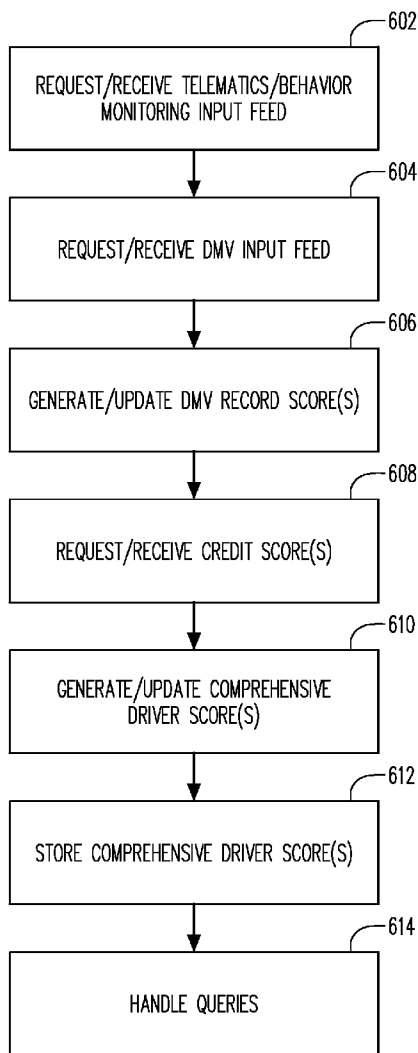 602
REQUEST/RECEIVE TELEMATICS/BEHAVIOR
MONITORING INPUT FEED
604
REQUEST/RECEIVE DMV INPUT FEED
606
GENERATE/UPDATE DMV RECORD SCORE(S)
608
REQUEST/RECEIVE CREDIT SCORE(S)
610
GENERATE/UPDATE COMPREHENSIVE
DRIVER SCORE(S)
612
STORE COMPREHENSIVE DRIVER SCORE(S)
614
HANDLE QUERIES